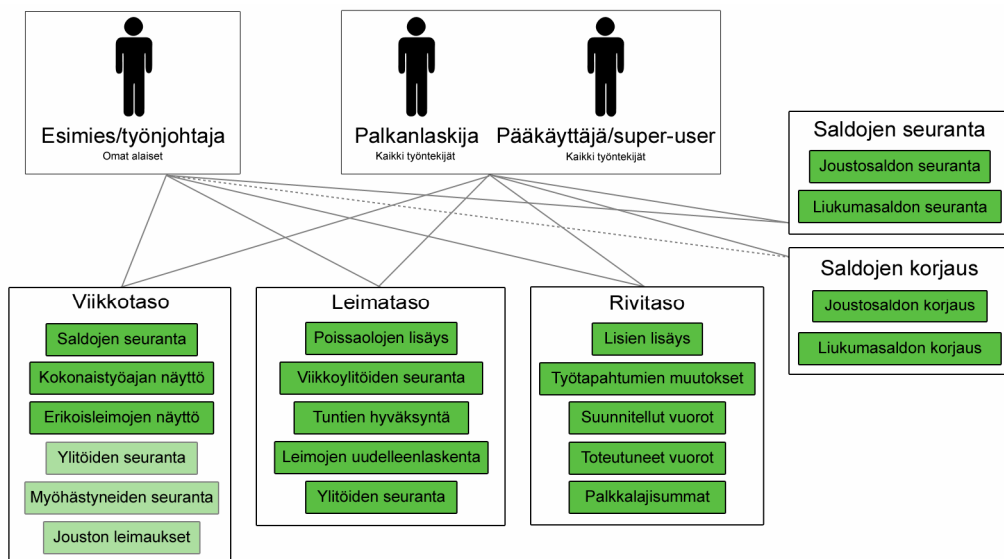 Esimies/työnjohtaja
Omat alaiset
Palkanlaskija
Kaikki työntekijät
Pääkäyttäjä/super-user
Kaikki työntekijät
Saldojen seuranta
Joustosaldon seuranta
Liukumasaldon seuranta
Saldojen korjaus
Joustosaldon korjaus
Liukumasaldon korjaus
Viikkotaso
Saldojen seuranta
Kokonaistyöajan näyttö
Erikoisleimojen näyttö
Ylitöiden seuranta
Myöhästyneiden seuranta
Jouston leimaukset
Leimataso
Poissaolojen lisäys
Viikkoylitöiden seuranta
Tuntien hyväksyntä
Leimojen uudelleenlaskenta
Ylitöiden seuranta
Rivitaso
Lisien lisäys
Työtapahtumien muutokset
Suunnitellut vuorot
Toteutuneet vuorot
Palkkalajisummat